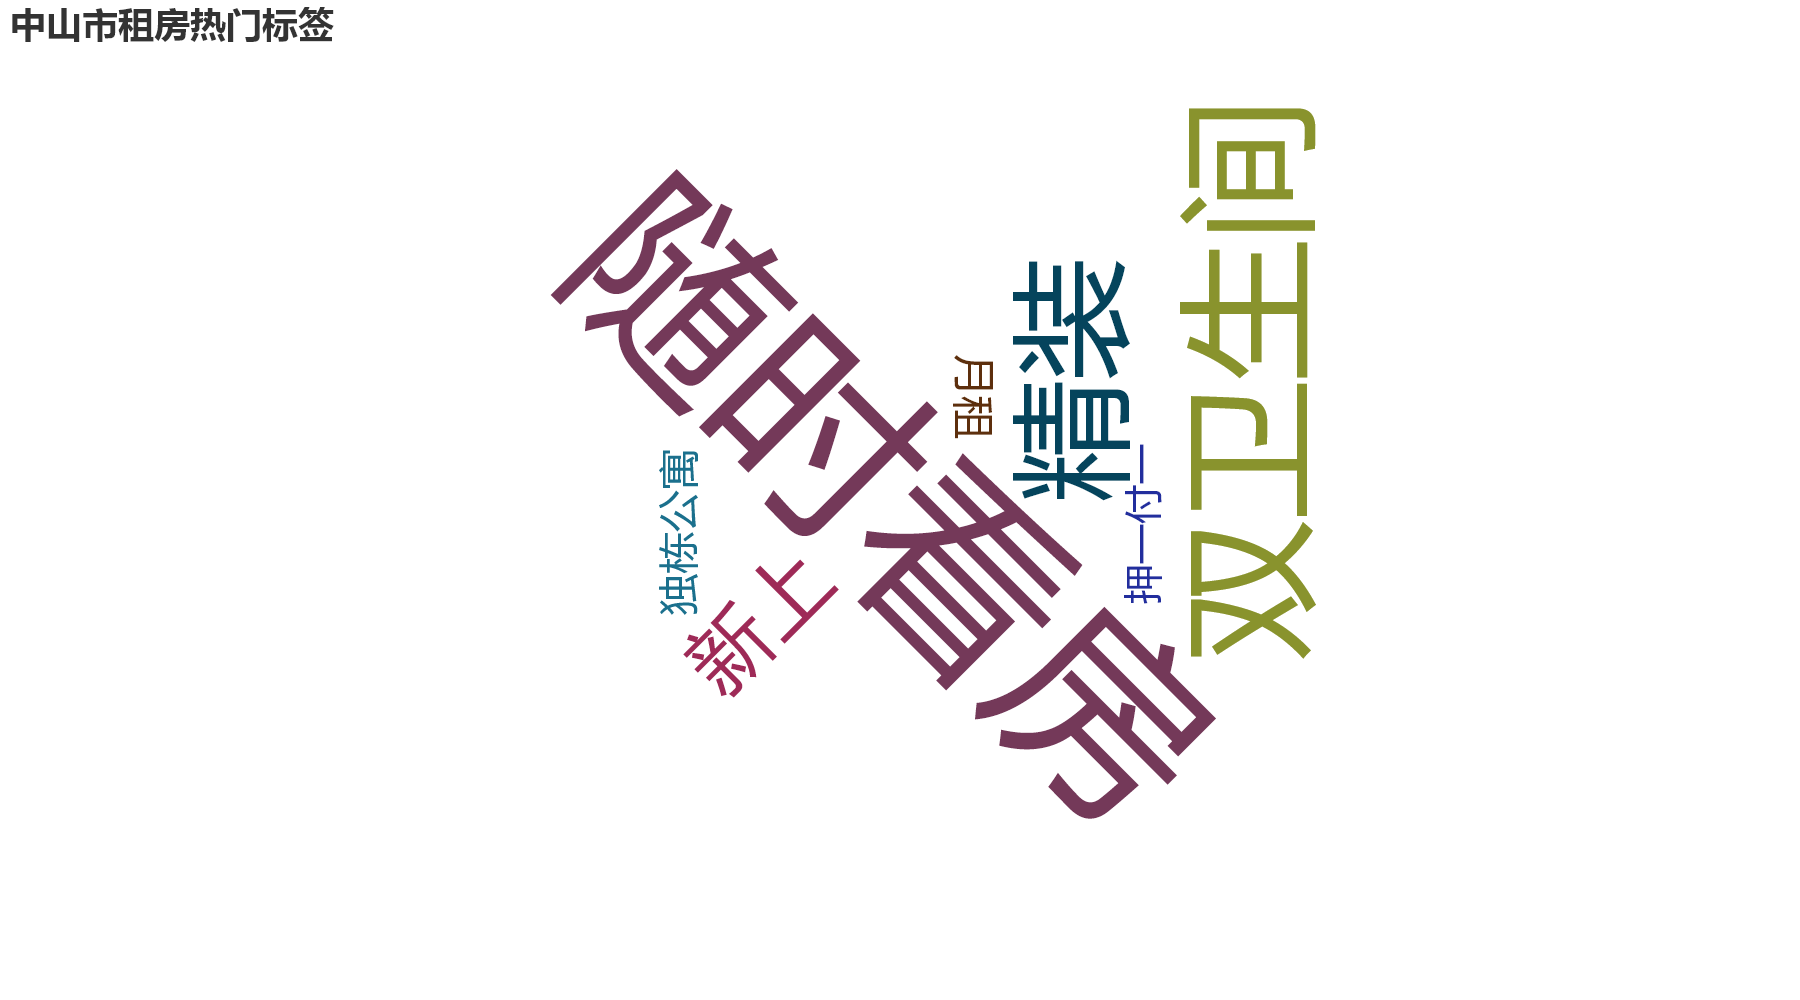 中山市租房热门标签
随时看房
双卫生间
精装
月租
押一付一
独栋公寓
新上